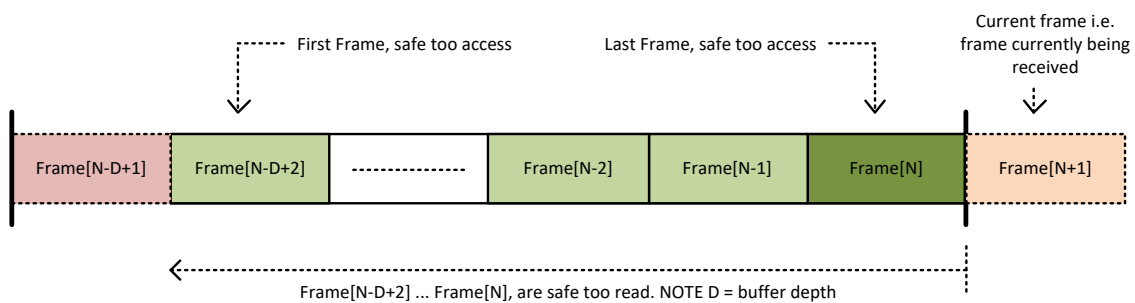 First Frame, safe too access
Last Frame, safe too access
Current frame i.e.
frame currently being
received
Frame[N-D+1]
Frame[N-D+2]
Frame[N-2]
Frame[N-1]
Frame[N]
Frame[N+1]
Frame[N-D+2] ... Frame[N], are safe too read. NOTE D = buffer depth